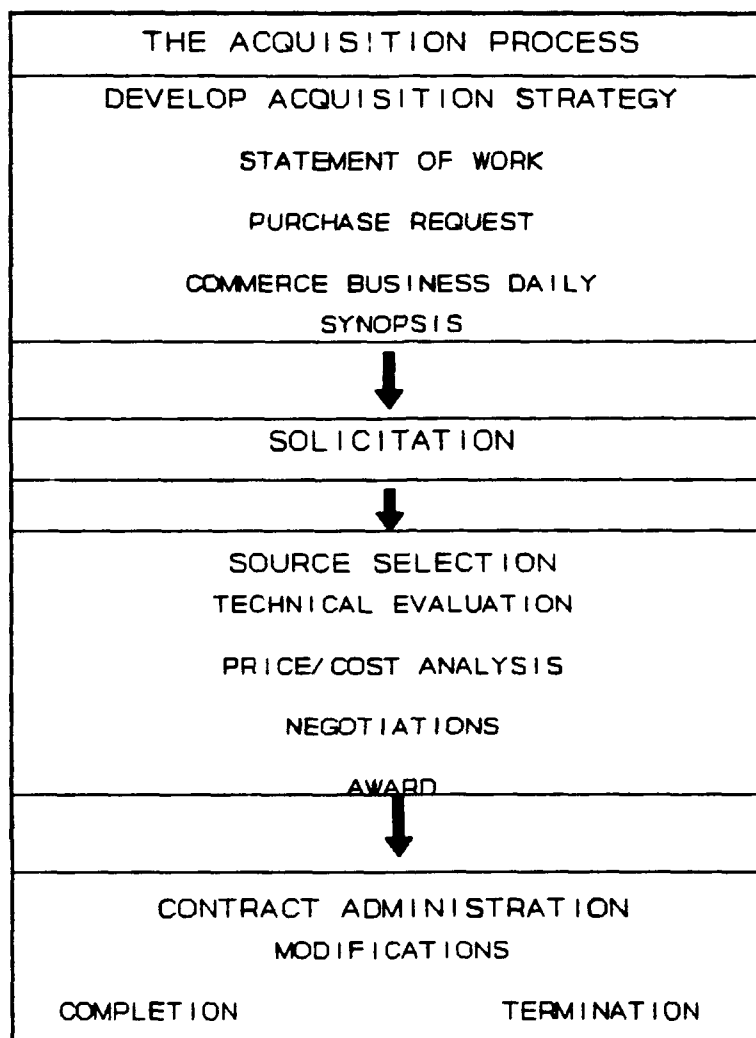 THE ACQUISITION PROCESS
DEVELOP ACQUISITION STRATEGY
STATEMENT OF WORK
PURCHASE REQUEST
COMMERCE BUSINESS DAILY
SYNOPSIS
SOLICITATION
SOURCE SELECTION
TECHNICAL EVALUATION
PRICE/COST ANALYSIS
NEGOTIATIONS
AWARD
CONTRACT ADMINISTRATION
MODIFICATIONS
COMPLETION TERMINATION